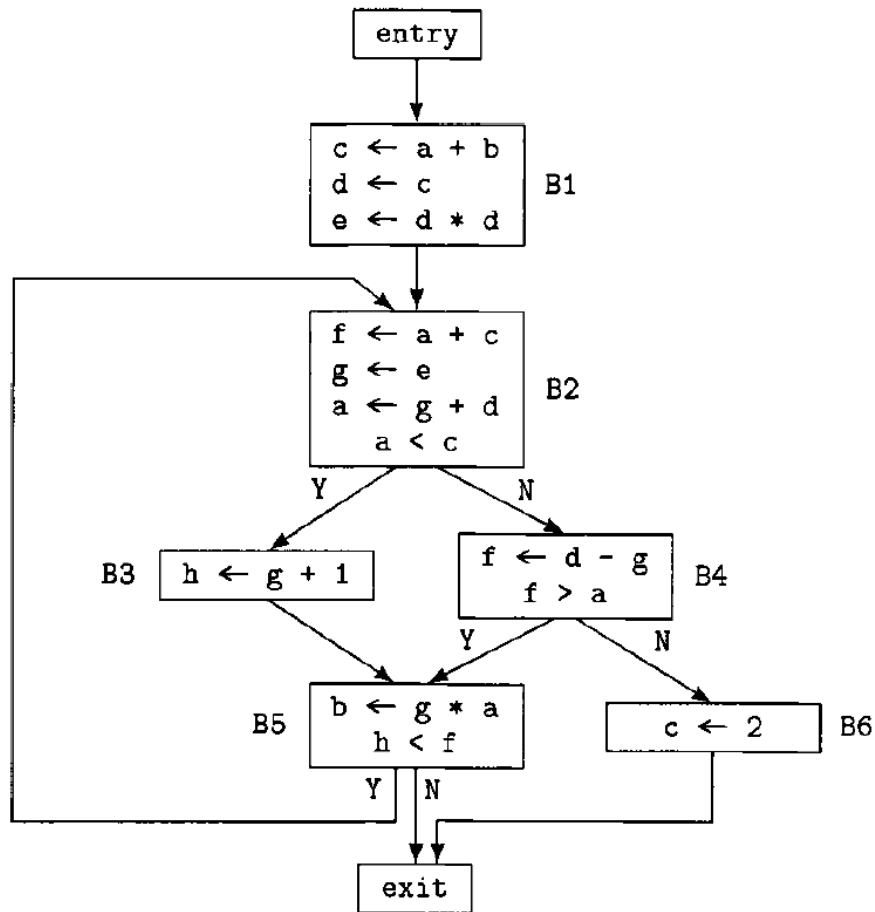 entry
c ← a + b
d ← c
e ← d * d
B1
f ← a + c
g ← e
a ← g + d
a < c
B2
Y
N
B3
h ← g + 1
f ← d - g
f > a
B4
Y
N
B5
b ← g * a
h < f
c ← 2
B6
Y
N
exit